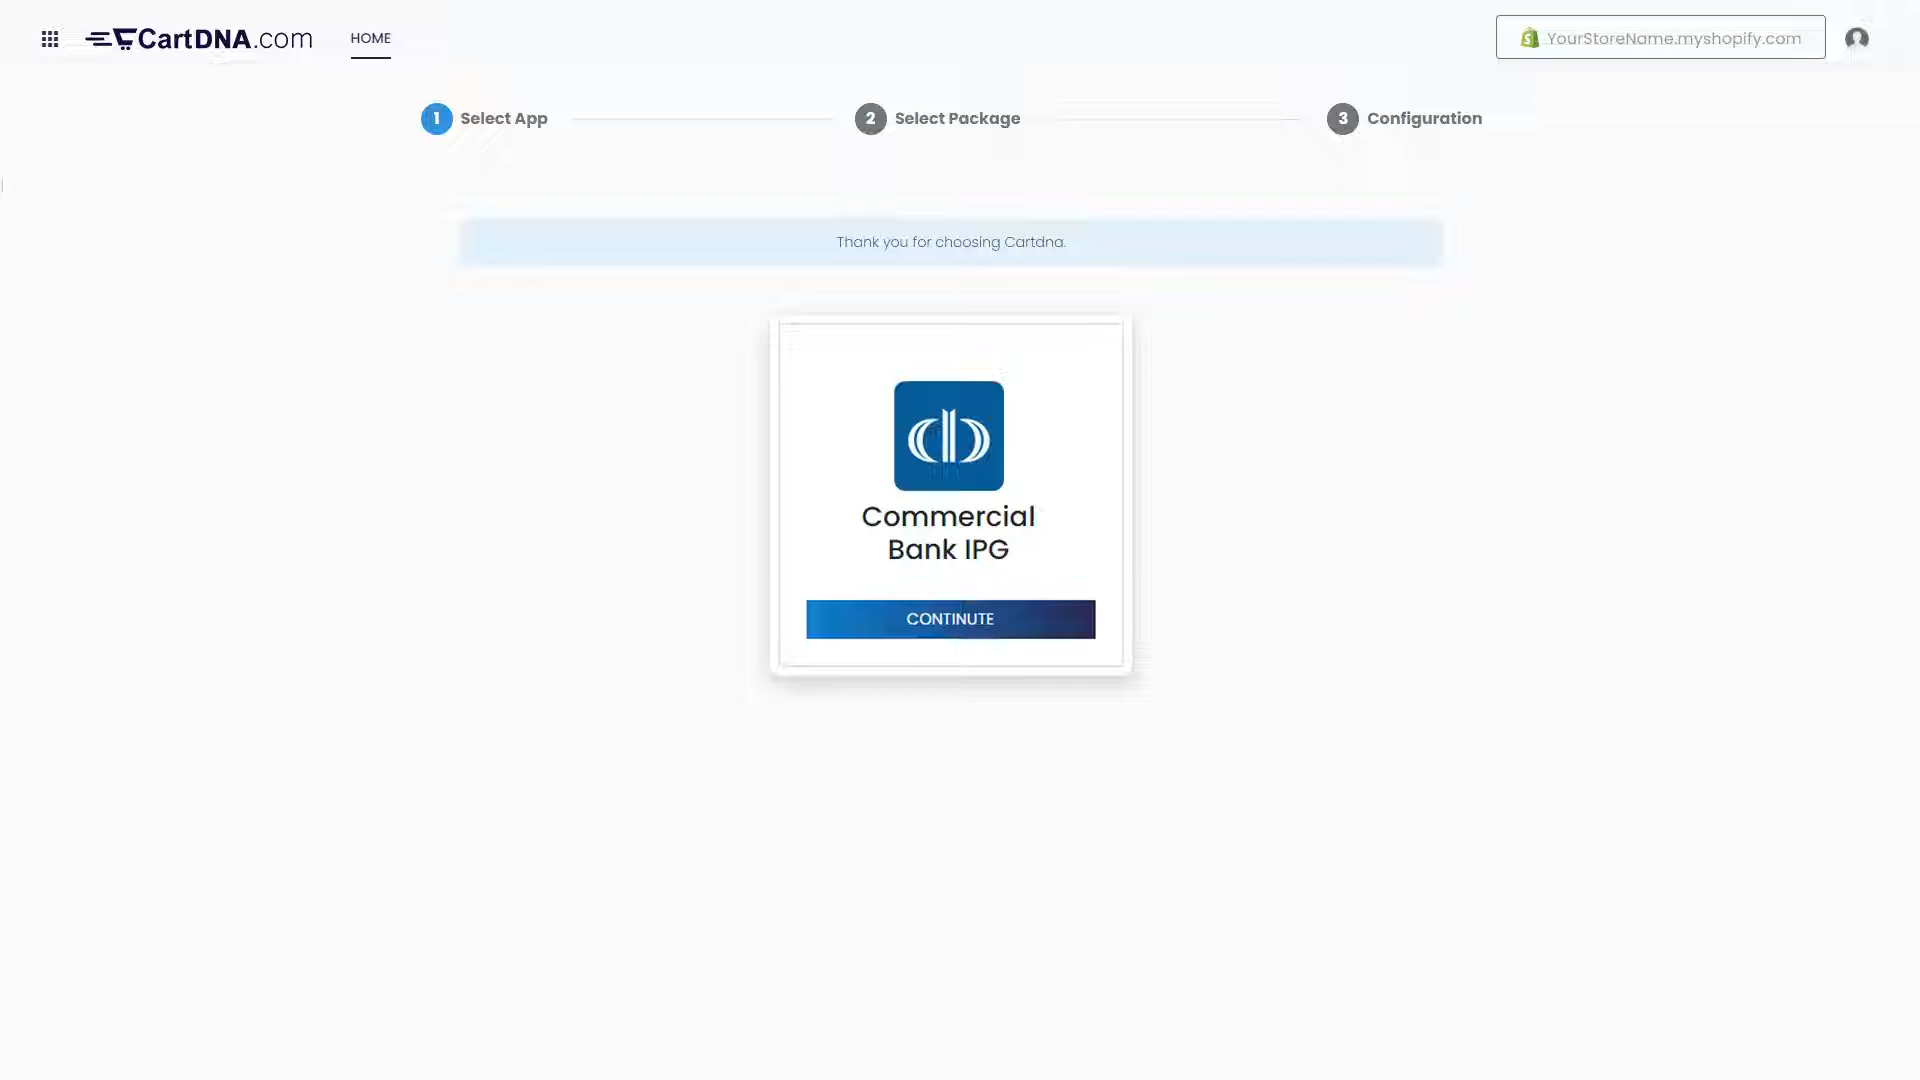 CartDNA.com
HOME
YourStoreName.myshopify.com
1 Select App
2 Select Package
3 Configuration
Thank you for choosing Cartdna.
Commercial
Bank IPG
CONTINUTE